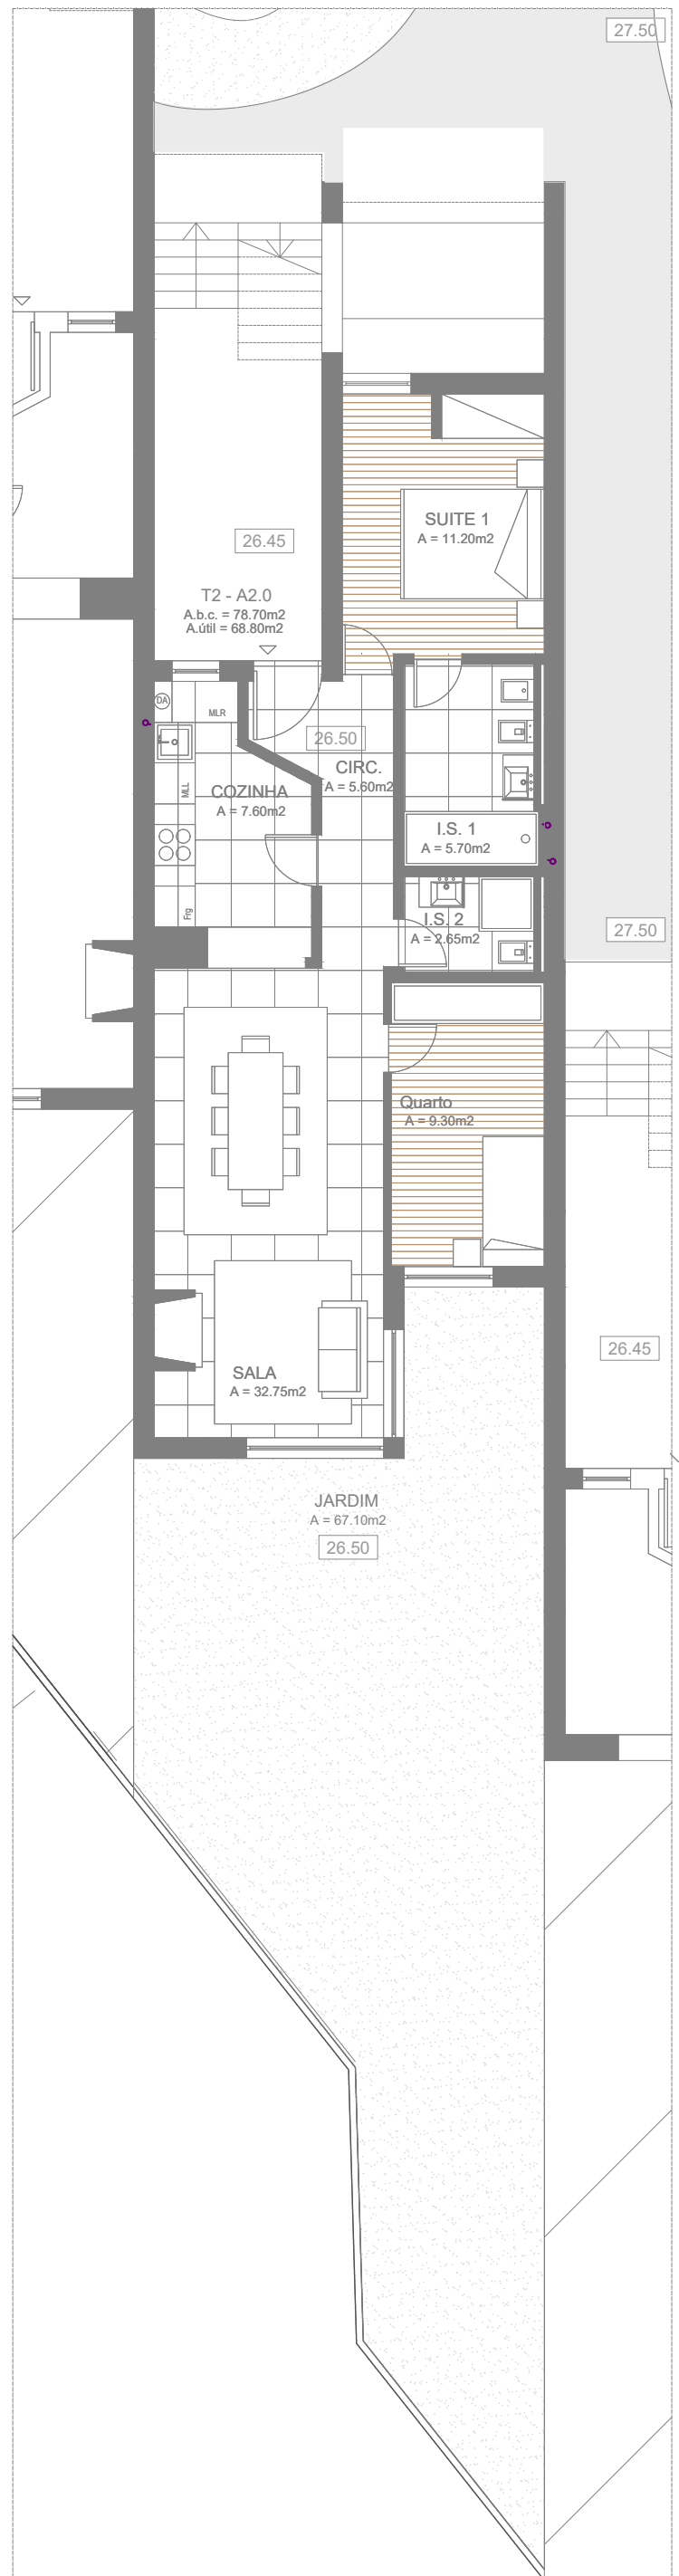 27.50
SUITE 1
A = 11.20m2
26.45
T2 - A2.0
A.b.c. = 78.70m2
A.útil = 68.80m2
DA
MLR
26.50
CIRC.
A = 5.60m2
MLL
COZINHA
A = 7.60m2
I.S. 1
A = 5.70m2
Frg
I.S. 2
A = 2.65m2
27.50
Quarto
A = 9.30m2
26.45
SALA
A = 32.75m2
JARDIM
A = 67.10m2
26.50